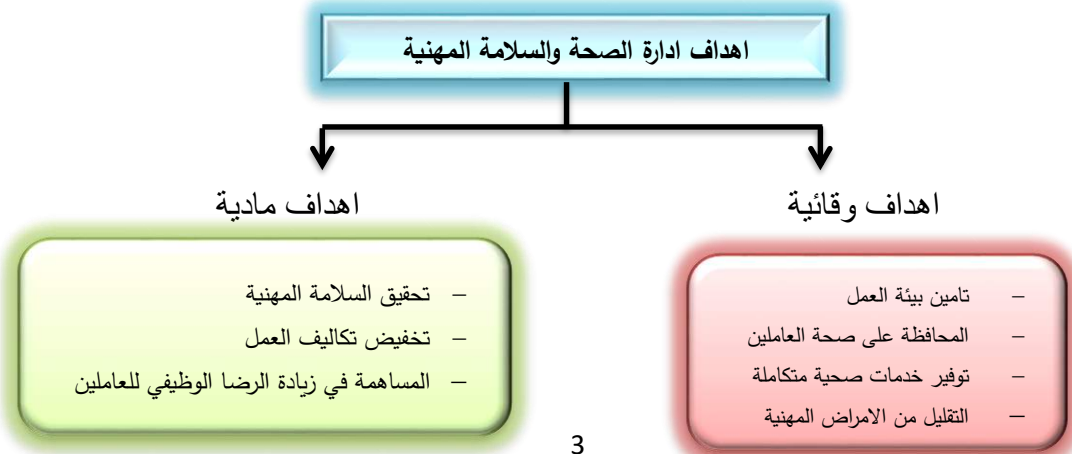 اهداف ادارة الصحة والسلامة المهنية
اهداف وقائية
– تامين بيئة العمل
– المحافظة على صحة العاملين
– توفير خدمات صحية متكاملة
– التقليل من الامراض المهنية
اهداف مادية
– تحقيق السلامة المهنية
– تخفيض تكاليف العمل
– المساهمة في زيادة الرضا الوظيفي للعاملين
3